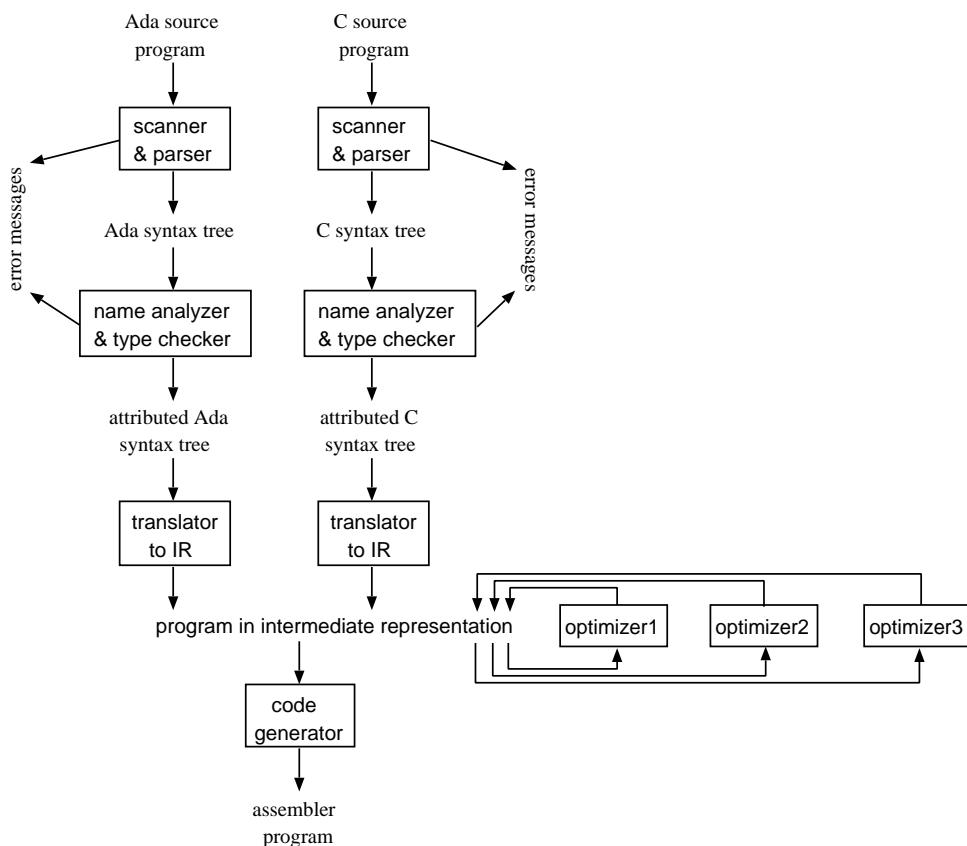 Ada source
program
C source
program
scanner
& parser
scanner
& parser
error messages
error messages
Ada syntax tree
C syntax tree
name analyzer
& type checker
name analyzer
& type checker
attributed Ada
syntax tree
attributed C
syntax tree
translator
to IR
translator
to IR
program in intermediate representation
optimizer1
optimizer2
optimizer3
code
generator
assembler
program